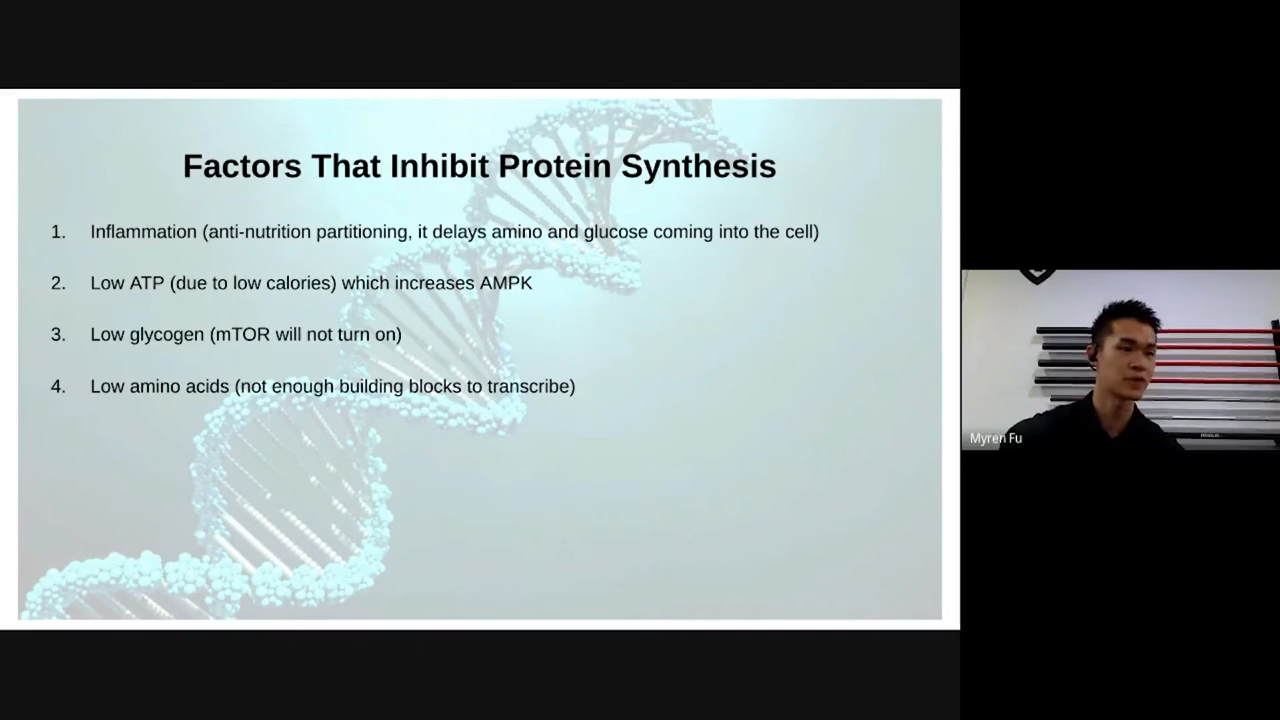 Factors That Inhibit Protein Synthesis
1. Inflammation (anti-nutrition partitioning, it delays amino and glucose coming into the cell)
2. Low ATP (due to low calories) which increases AMPK
3. Low glycogen (mTOR will not turn on)
4. Low amino acids (not enough building blocks to transcribe)
Myren Fu